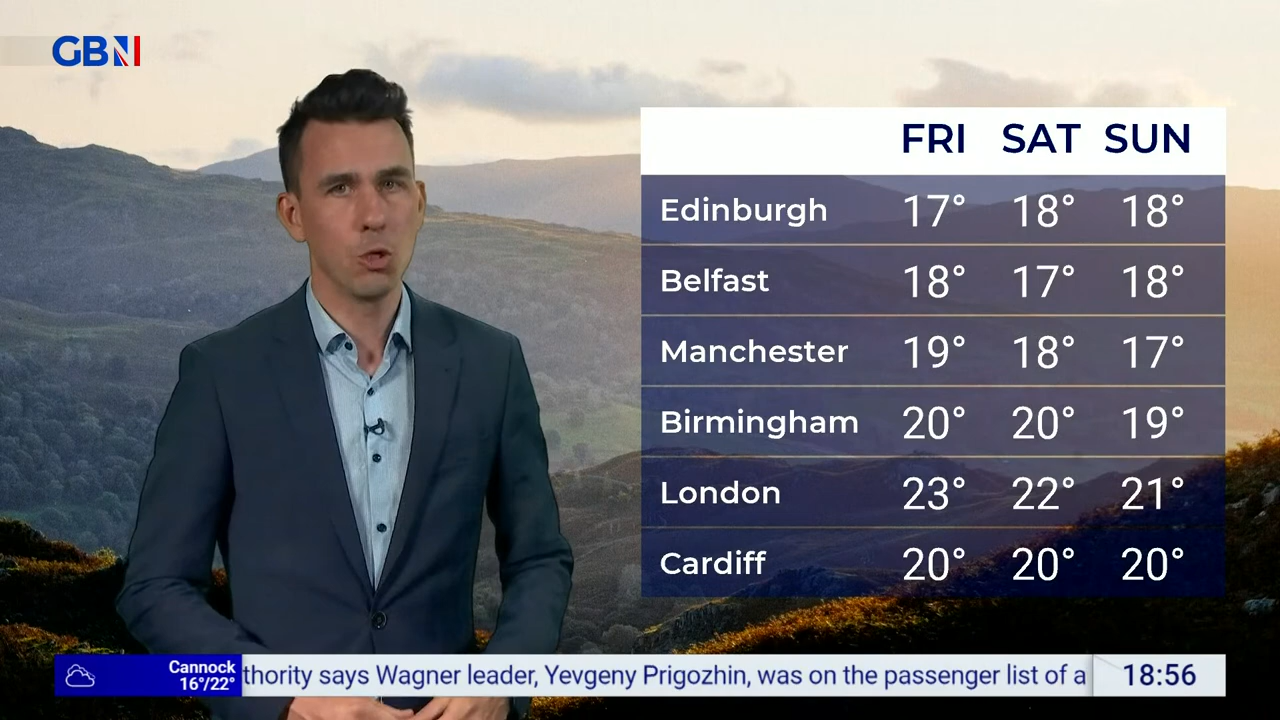 GBN
FRI SAT SUN
Edinburgh 17° 18° 18°
Belfast 18° 17° 18°
Manchester 19° 18° 17°
Birmingham 20° 20° 19°
London 23° 22° 21°
Cardiff 20° 20° 20°
Cannock
16°/22°
thority says Wagner leader, Yevgeny Prigozhin, was on the passenger list of a
18:56